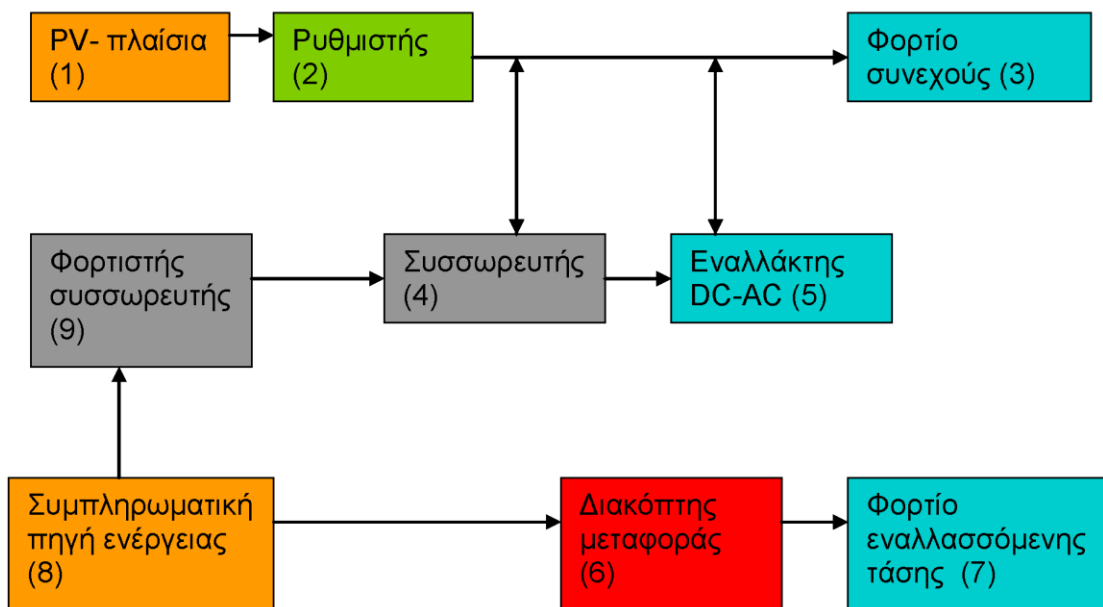 PV- πλαίσια
(1)
Ρυθμιστής
(2)
Φορτίο
συνεχούς (3)
Φορτιστής
συσσωρευτής
(9)
Συσσωρευτής
(4)
Εναλλάκτης
DC-AC (5)
Συμπληρωματική
πηγή ενέργειας
(8)
Διακόπτης
μεταφοράς
(6)
Φορτίο
εναλλασσόμενης
τάσης (7)